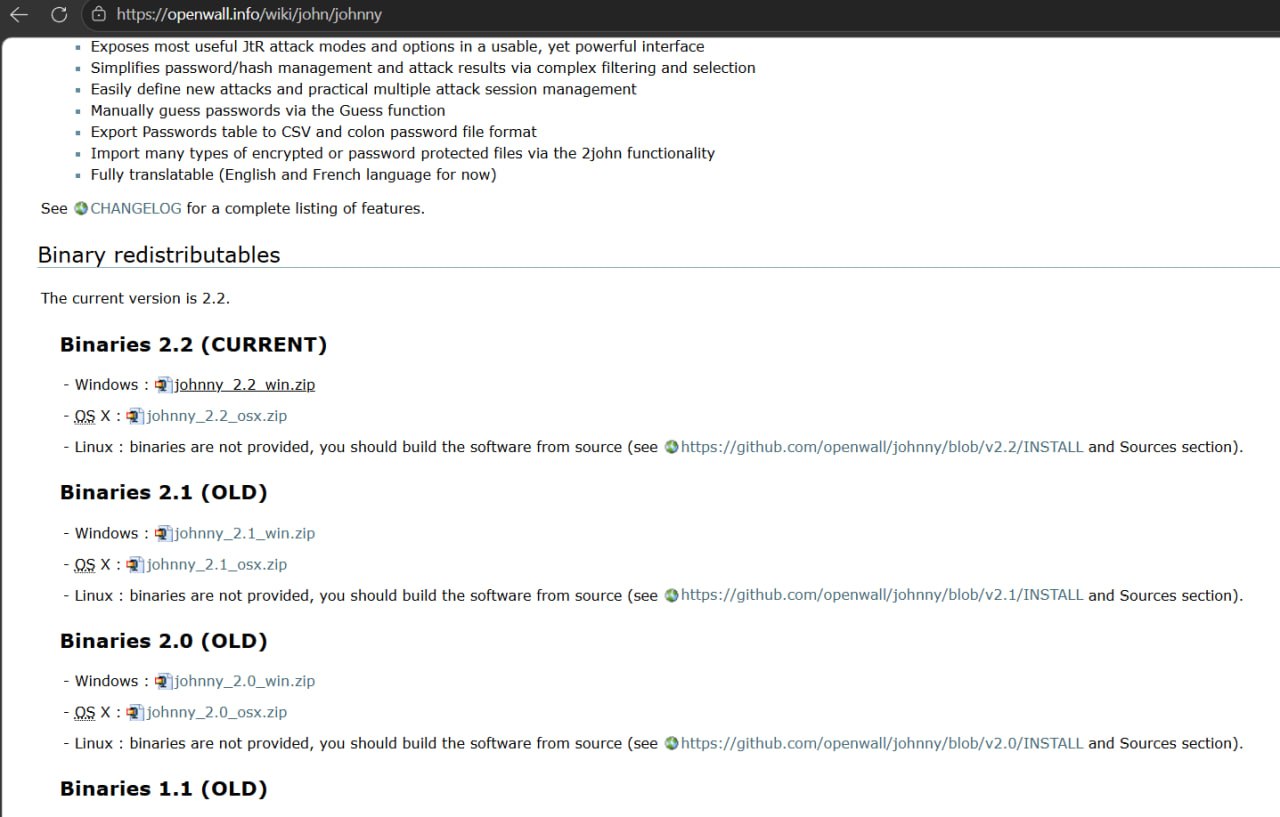 https://openwall.info/wiki/john/johnny
Exposes most useful JtR attack modes and options in a usable, yet powerful interface
Simplifies password/hash management and attack results via complex filtering and selection
Easily define new attacks and practical multiple attack session management
Manually guess passwords via the Guess function
Export Passwords table to CSV and colon password file format
Import many types of encrypted or password protected files via the 2john functionality
Fully translatable (English and French language for now)
See CHANGELOG for a complete listing of features.
Binary redistributables
The current version is 2.2.
Binaries 2.2 (CURRENT)
- Windows : johnny_2.2_win.zip
- OS X : johnny_2.2_osx.zip
- Linux : binaries are not provided, you should build the software from source (see https://github.com/openwall/johnny/blob/v2.2/INSTALL and Sources section).
Binaries 2.1 (OLD)
- Windows : johnny_2.1_win.zip
- OS X : johnny_2.1_osx.zip
- Linux : binaries are not provided, you should build the software from source (see https://github.com/openwall/johnny/blob/v2.1/INSTALL and Sources section).
Binaries 2.0 (OLD)
- Windows : johnny_2.0_win.zip
- OS X : johnny_2.0_osx.zip
- Linux : binaries are not provided, you should build the software from source (see https://github.com/openwall/johnny/blob/v2.0/INSTALL and Sources section).
Binaries 1.1 (OLD)